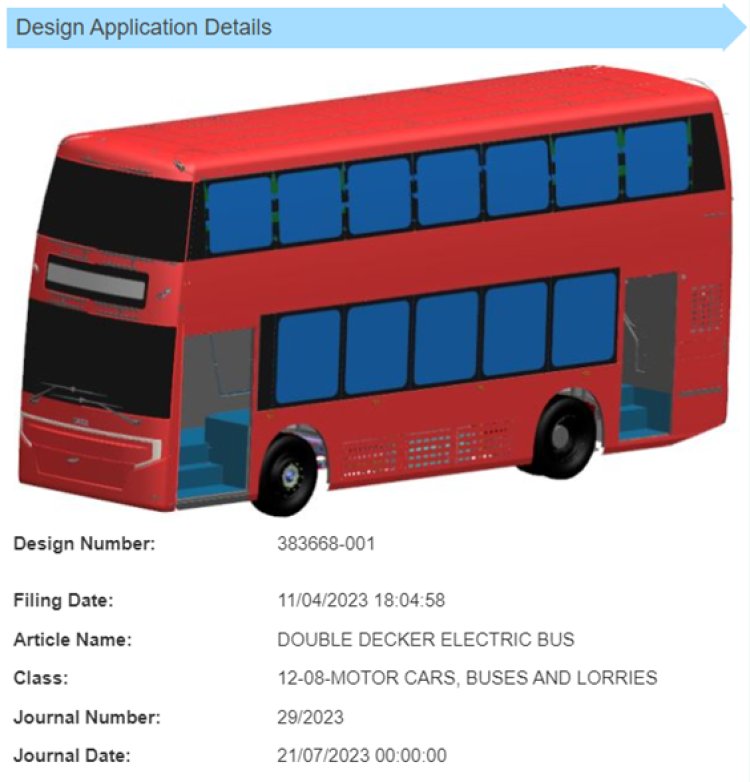 Design Application Details
Design Number: 383668-001
Filing Date: 11/04/2023 18:04:58
Article Name: DOUBLE DECKER ELECTRIC BUS
Class: 12-08-MOTOR CARS, BUSES AND LORRIES
Journal Number: 29/2023
Journal Date: 21/07/2023 00:00:00